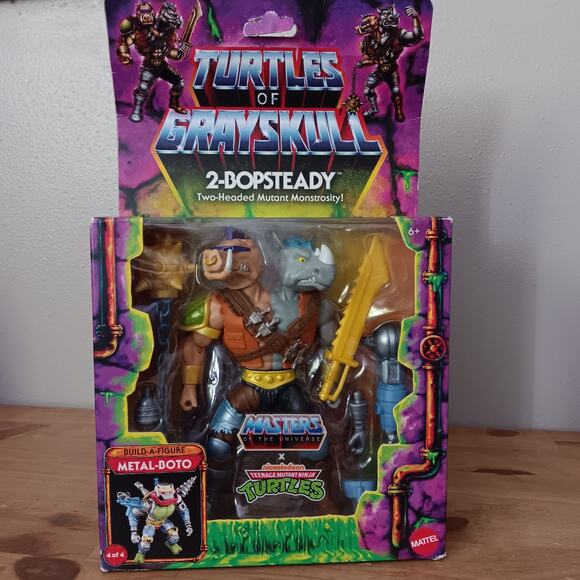 TURTLES
OF
GRAYSKULL
2-BOPSTEADY™
Two-Headed Mutant Monstrosity!
6+
MASTERS
OF THE UNIVERSE
X
nickelodeon
TEENAGE MUTANT NINJA
TURTLES
BUILD-A-FIGURE
METAL-BOTO
4 of 4
MATTEL